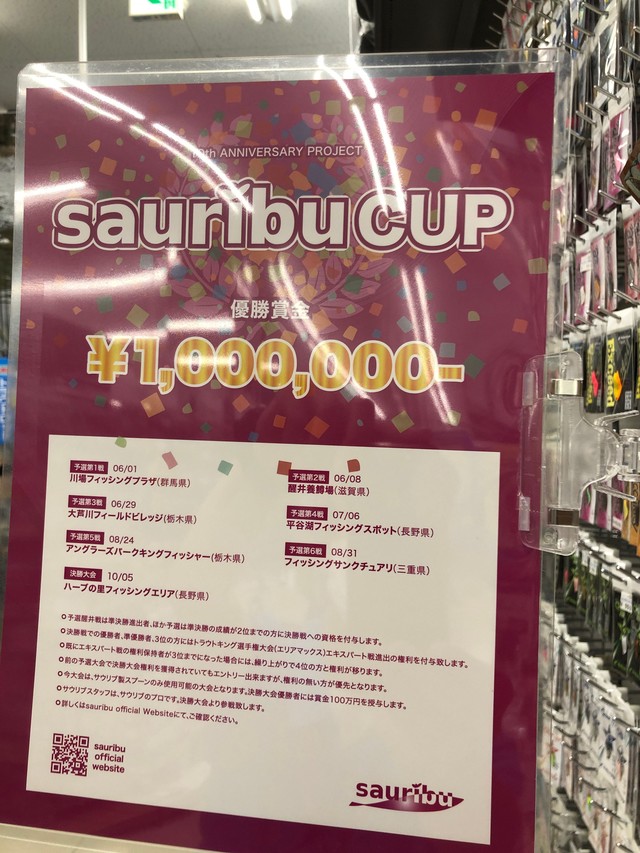 0th ANNIVERSARY PROJECT
sauribu CUP
優勝賞金
¥1,000,000-
予選第1戦 06/01
川場フィッシングプラザ(群馬県)
予選第2戦 06/08
醒井養鱒場(滋賀県)
予選第3戦 06/29
大芦川フィールドビレッジ(栃木県)
予選第4戦 07/06
平谷湖フィッシングスポット(長野県)
予選第5戦 08/24
アングラーズパークキングフィッシャー(栃木県)
予選第6戦 08/31
フィッシングサンクチュアリ(三重県)
決勝大会 10/05
ハーブの里フィッシングエリア(長野県)
○予選醒井戦は準決勝進出者、ほか予選は準決勝の成績が2位までの方に決勝戦への資格を付与します。
○決勝戦での優勝者、準優勝者、3位の方にはトラウトキング選手権大会(エリアマックス)エキスパート戦進出の権利を付与致します。
○既にエキスパート戦の権利保持者が3位までになった場合には、繰り上がりで4位の方と権利が移ります。
○前の予選大会で決勝大会権利を獲得されていてもエントリー出来ますが、権利の無い方が優先となります。
○今大会は、サウリブ製スプーンのみ使用可能の大会となります。決勝大会優勝者には賞金100万円を授与します。
○サウリブスタッフは、サウリブのプロです。決勝大会より参戦致します。
○詳しくはsauribu official Websiteにて、ご確認ください。
sauribu
official
website
sauribu